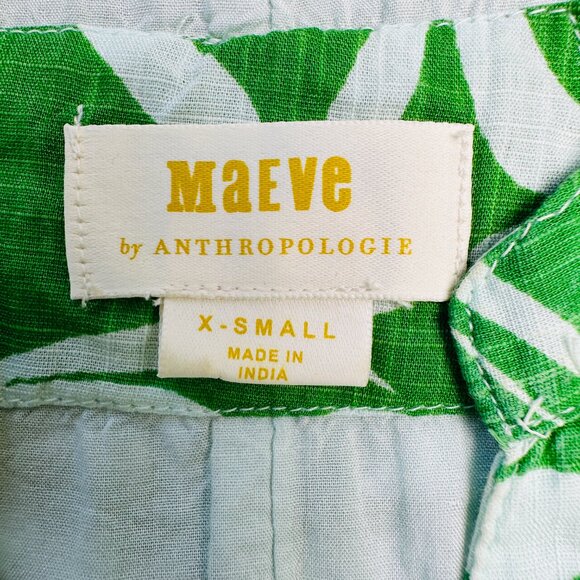 MaEVe
by ANTHROPOLOGIE
X-SMALL
MADE IN
INDIA